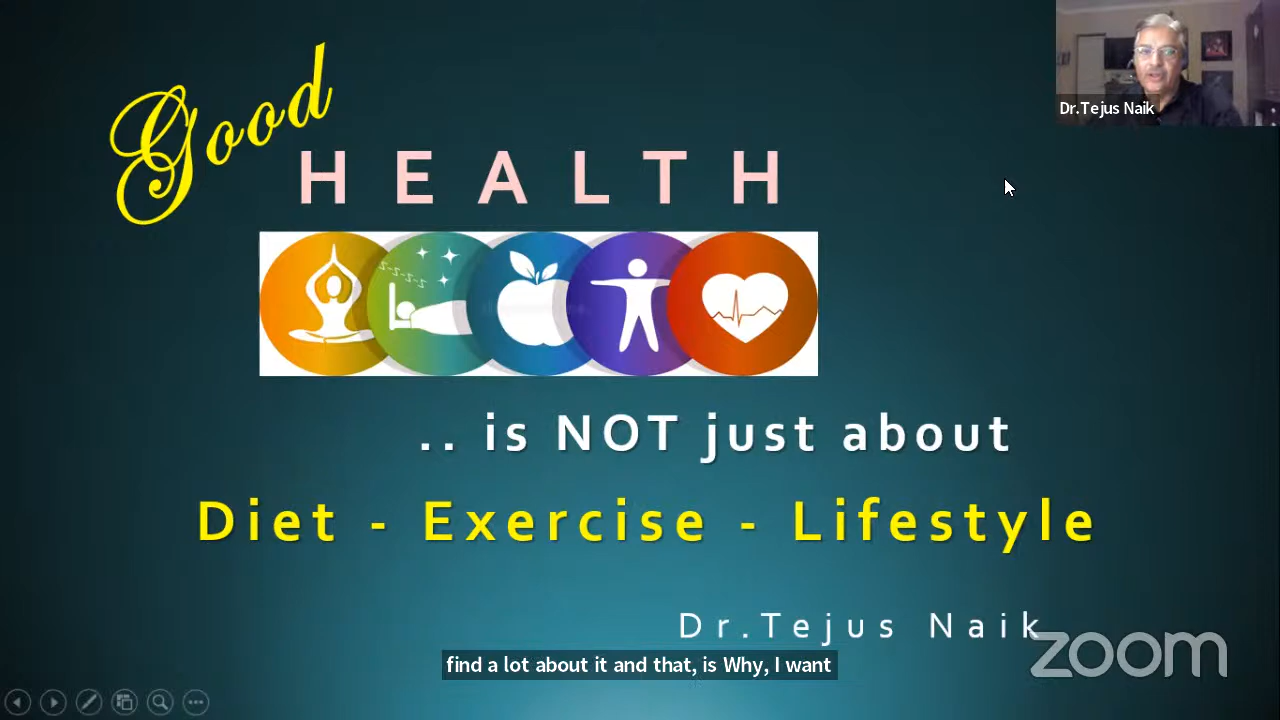 Dr.Tejus Naik
Good
HEALTH
z-z-z-z-z
.. is NOT just about
Diet - Exercise - Lifestyle
Dr.Tejus Naik
zoom
find a lot about it and that, is Why, I want